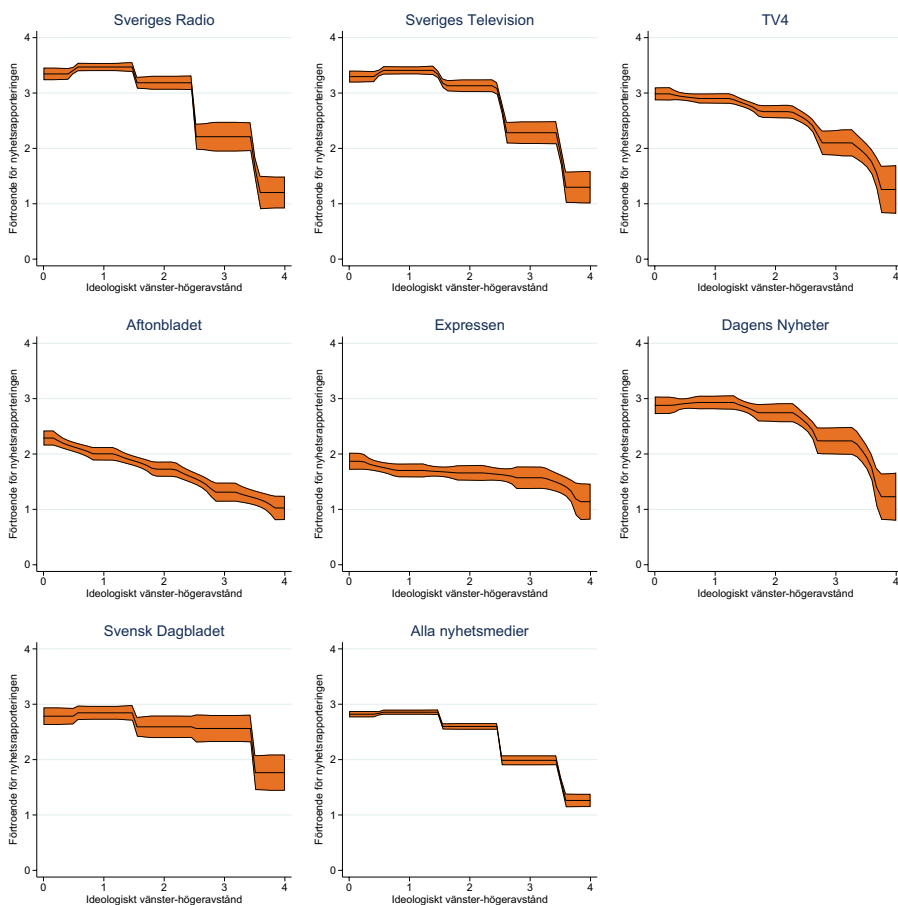 Sveriges Radio
Förtroende för nyhetsrapporteringen
4
3
2
1
0
0 1 2 3 4
Ideologiskt vänster-högeravstånd
Sveriges Television
Förtroende för nyhetsrapporteringen
4
3
2
1
0
0 1 2 3 4
Ideologiskt vänster-högeravstånd
TV4
Förtroende för nyhetsrapporteringen
4
3
2
1
0
0 1 2 3 4
Ideologiskt vänster-högeravstånd
Aftonbladet
Förtroende för nyhetsrapporteringen
4
3
2
1
0
0 1 2 3 4
Ideologiskt vänster-högeravstånd
Expressen
Förtroende för nyhetsrapporteringen
4
3
2
1
0
0 1 2 3 4
Ideologiskt vänster-högeravstånd
Dagens Nyheter
Förtroende för nyhetsrapporteringen
4
3
2
1
0
0 1 2 3 4
Ideologiskt vänster-högeravstånd
Svensk Dagbladet
Förtroende för nyhetsrapporteringen
4
3
2
1
0
0 1 2 3 4
Ideologiskt vänster-högeravstånd
Alla nyhetsmedier
Förtroende för nyhetsrapporteringen
4
3
2
1
0
0 1 2 3 4
Ideologiskt vänster-högeravstånd